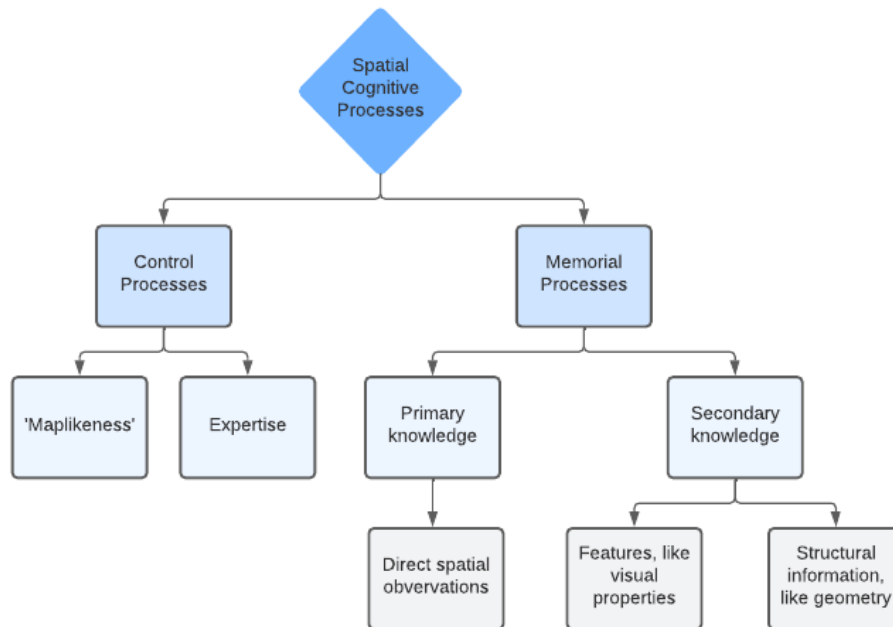 Spatial
Cognitive
Processes
Control
Processes
Memorial
Processes
'Maplikeness'
Expertise
Primary
knowledge
Secondary
knowledge
Direct spatial
obvervations
Features, like
visual
properties
Structural
information,
like geometry